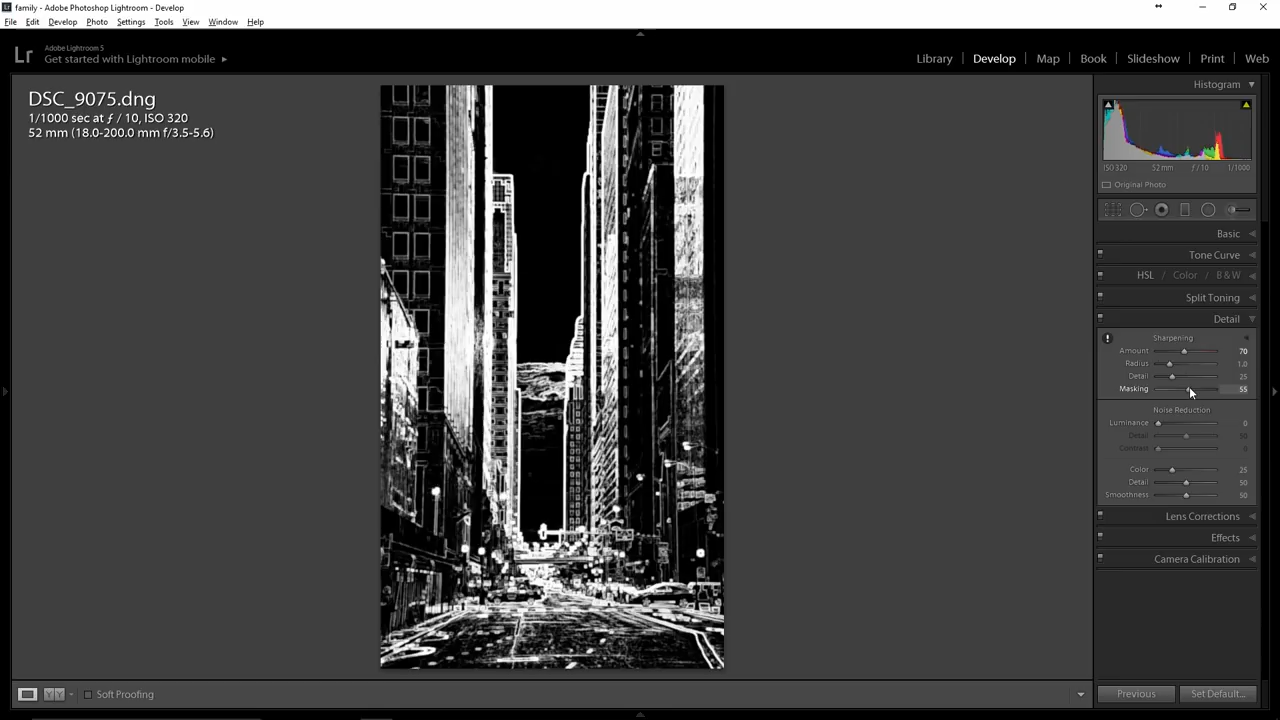 family - Adobe Photoshop Lightroom - Develop
File Edit Develop Photo Settings Tools View Window Help
Lr
Adobe Lightroom 5
Get started with Lightroom mobile
Library | Develop | Map | Book | Slideshow | Print | Web
DSC_9075.dng
1/1000 sec at ƒ / 10, ISO 320
52 mm (18.0-200.0 mm f/3.5-5.6)
Histogram
ISO 320 52 mm ƒ / 10 1/1000
Original Photo
Basic
Tone Curve
HSL / Color / B & W
Split Toning
Detail
Sharpening
Amount 70
Radius 1.0
Detail 25
Masking 55
Noise Reduction
Luminance 0
Detail 50
Contrast 0
Color 25
Detail 50
Smoothness 50
Lens Corrections
Effects
Camera Calibration
Y Y
Soft Proofing
Previous
Set Default...